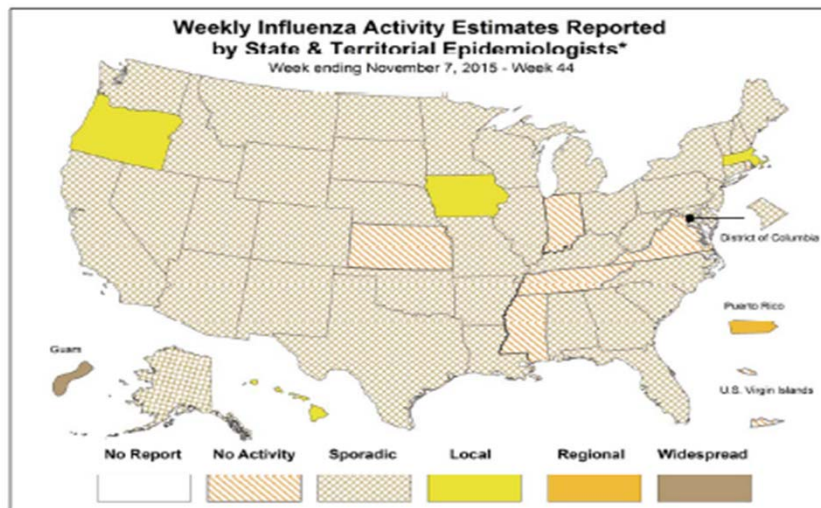 Weekly Influenza Activity Estimates Reported
by State & Territorial Epidemiologists*
Week ending November 7, 2015 - Week 44
District of Columbia
Puerto Rico
Guam
U.S. Virgin Islands
No Report No Activity Sporadic Local Regional Widespread